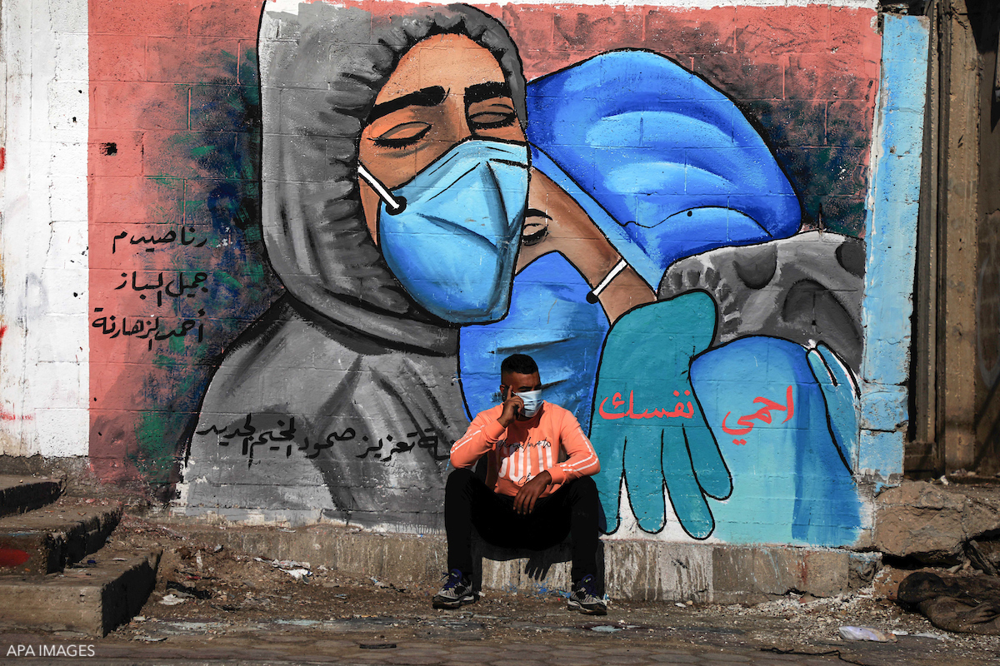 رنا صيدم
جميل الباز
أحمد الزهارنة
تعزيز صمود المخيم الجديد
احمي نفسك
APA IMAGES